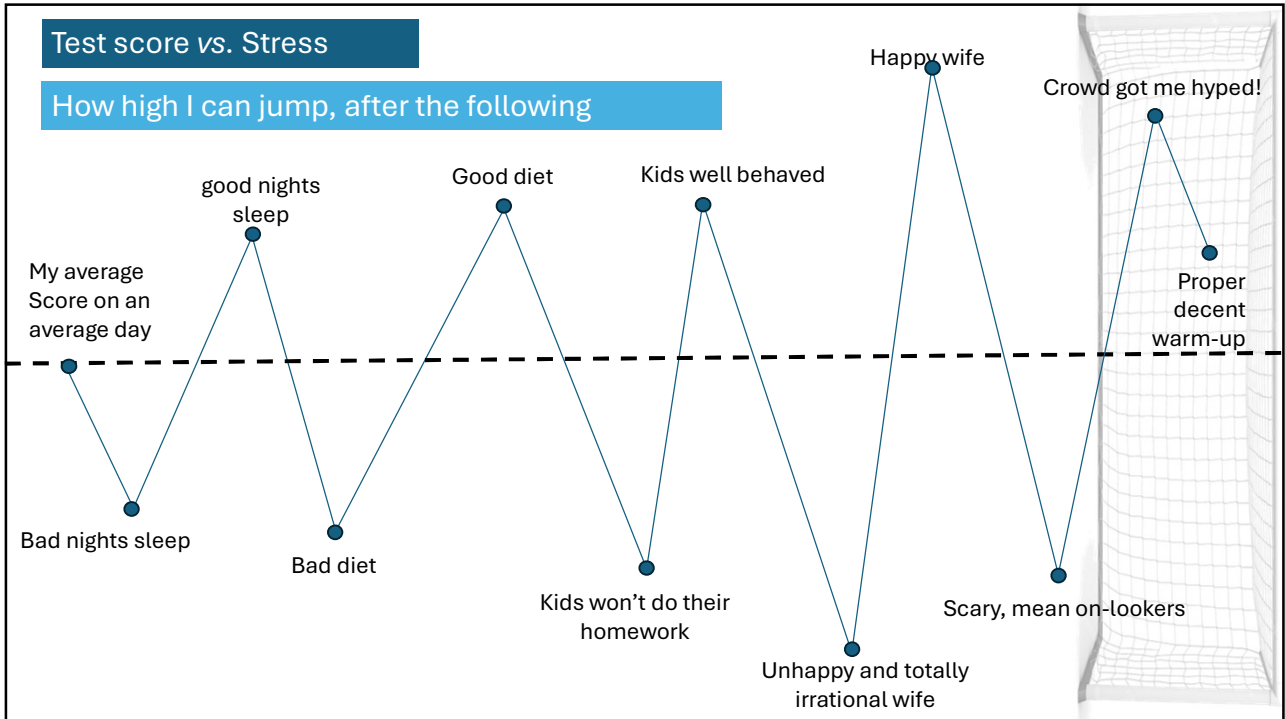 Test score vs. Stress
How high I can jump, after the following
My average
Score on an
average day
Bad nights sleep
good nights
sleep
Bad diet
Good diet
Kids won’t do their
homework
Kids well behaved
Unhappy and totally
irrational wife
Happy wife
Scary, mean on-lookers
Crowd got me hyped!
Proper
decent
warm-up